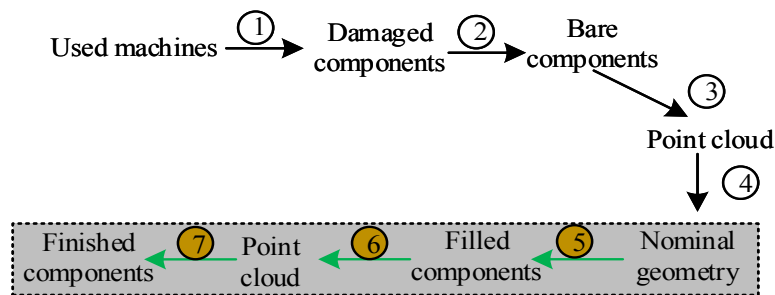 Used machines
1
Damaged
components
2
Bare
components
3
Point cloud
4
Nominal
geometry
5
Filled
components
6
Point
cloud
7
Finished
components